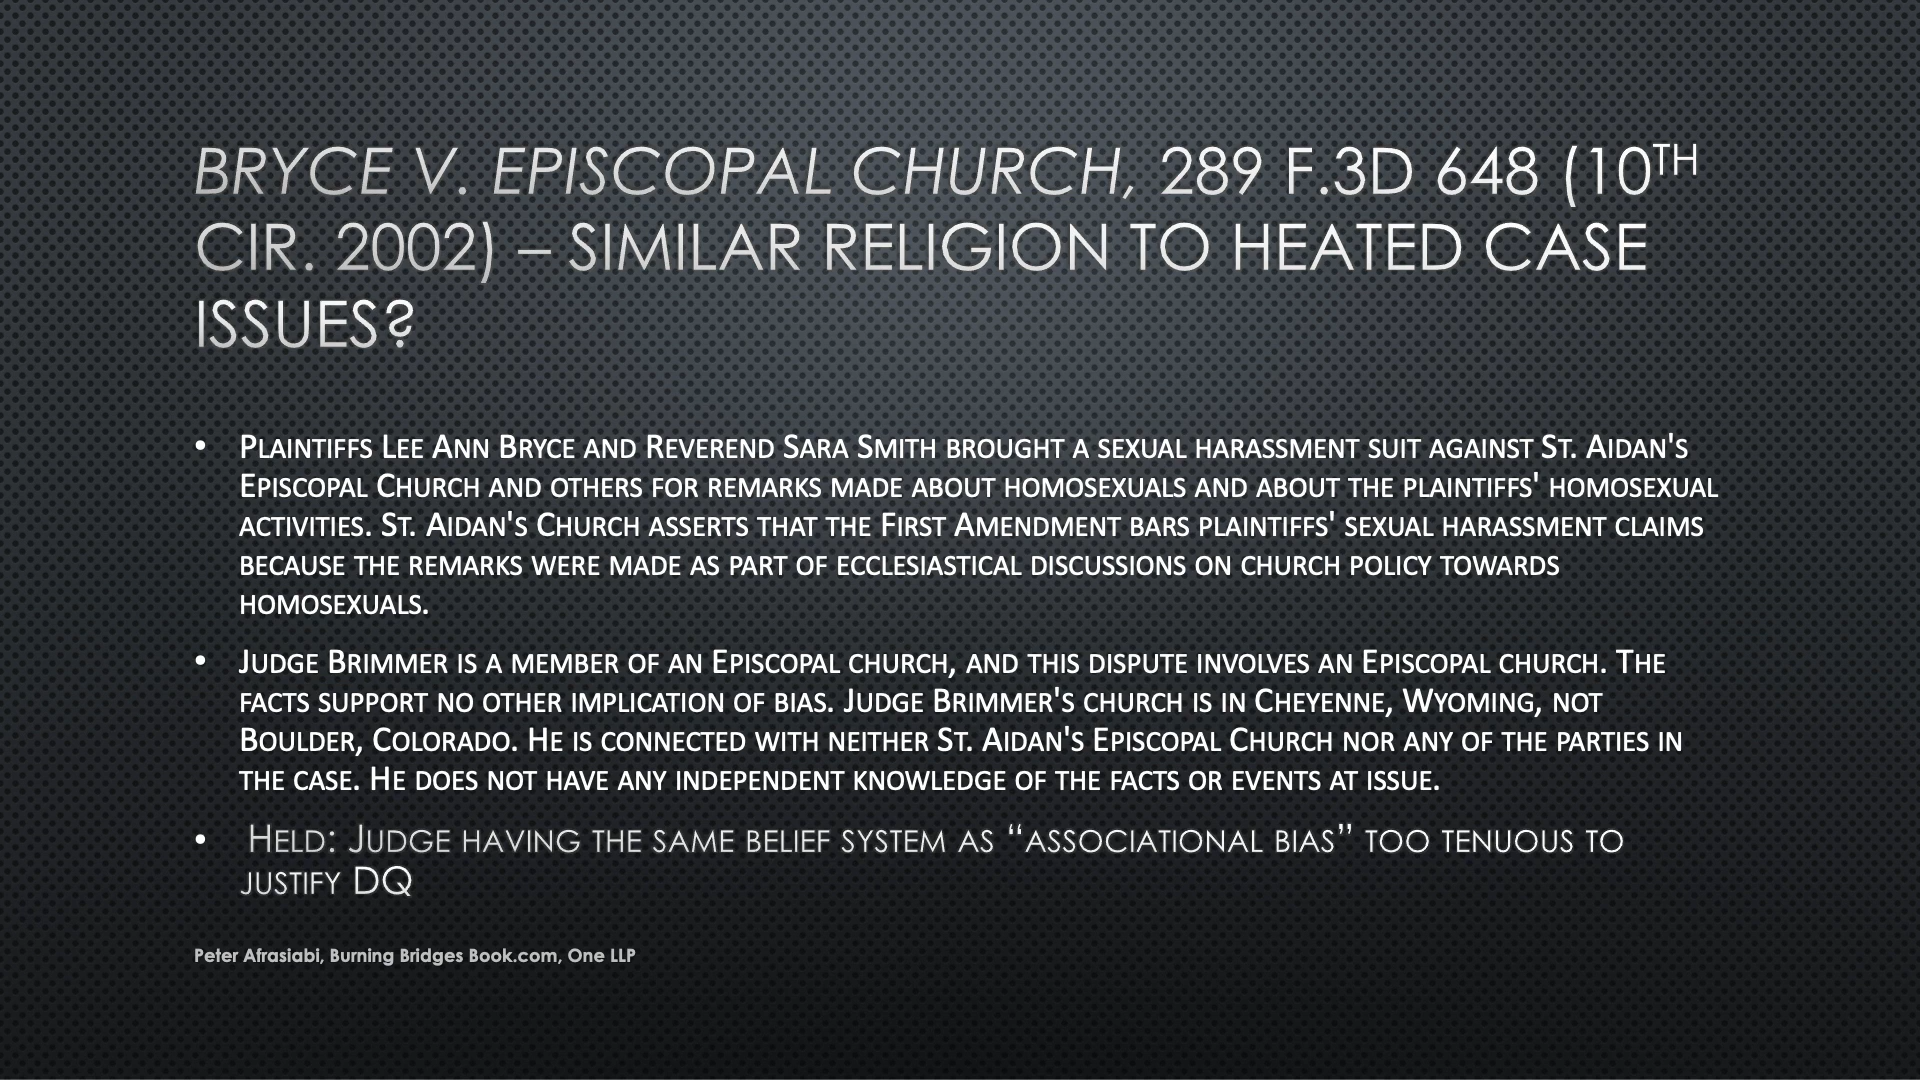 BRYCE V. EPISCOPAL CHURCH, 289 F.3D 648 (10TH
CIR. 2002) – SIMILAR RELIGION TO HEATED CASE
ISSUES?
• PLAINTIFFS LEE ANN BRYCE AND REVEREND SARA SMITH BROUGHT A SEXUAL HARASSMENT SUIT AGAINST ST. AIDAN'S
EPISCOPAL CHURCH AND OTHERS FOR REMARKS MADE ABOUT HOMOSEXUALS AND ABOUT THE PLAINTIFFS' HOMOSEXUAL
ACTIVITIES. ST. AIDAN'S CHURCH ASSERTS THAT THE FIRST AMENDMENT BARS PLAINTIFFS' SEXUAL HARASSMENT CLAIMS
BECAUSE THE REMARKS WERE MADE AS PART OF ECCLESIASTICAL DISCUSSIONS ON CHURCH POLICY TOWARDS
HOMOSEXUALS.
• JUDGE BRIMMER IS A MEMBER OF AN EPISCOPAL CHURCH, AND THIS DISPUTE INVOLVES AN EPISCOPAL CHURCH. THE
FACTS SUPPORT NO OTHER IMPLICATION OF BIAS. JUDGE BRIMMER'S CHURCH IS IN CHEYENNE, WYOMING, NOT
BOULDER, COLORADO. HE IS CONNECTED WITH NEITHER ST. AIDAN'S EPISCOPAL CHURCH NOR ANY OF THE PARTIES IN
THE CASE. HE DOES NOT HAVE ANY INDEPENDENT KNOWLEDGE OF THE FACTS OR EVENTS AT ISSUE.
• HELD: JUDGE HAVING THE SAME BELIEF SYSTEM AS “ASSOCIATIONAL BIAS” TOO TENUOUS TO
JUSTIFY DQ
Peter Afrasiabi, Burning Bridges Book.com, One LLP